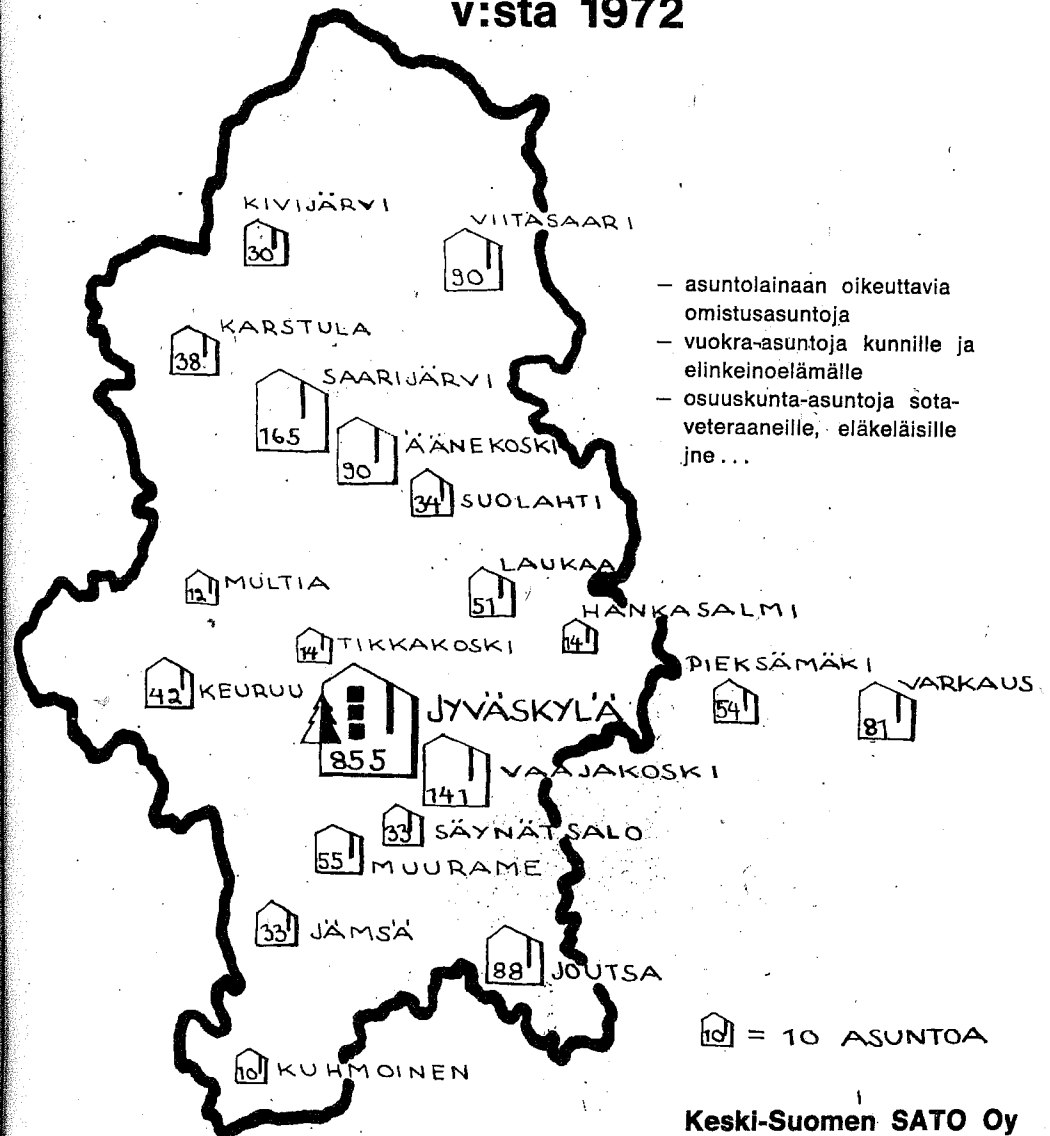 v:sta 1972
KIVIJÄRVI
30
VIITASAARI
90
— asuntolainaan oikeuttavia
omistusasuntoja
— vuokra-asuntoja kunnille ja
elinkeinoelämälle
— osuuskunta-asuntoja sota-
veteraaneille, eläkeläisille
jne...
KARSTULA
38
SAARIJÄRVI
165
ÄÄNEKOSKI
90
34 SUOLAHTI
LAUKAA
51
12 MULTIA
HANKASALMI
14
14 TIKKAKOSKI
PIEKSÄMÄKI
54
VARKAUS
81
42 KEURUU
JYVÄSKYLÄ
855
VAAJAKOSKI
141
33 SÄYNÄTSALO
55 MUURAME
33 JÄMSÄ
88 JOUTSA
10 = 10 ASUNTOA
10 KUHMOINEN
Keski-Suomen SATO Oy